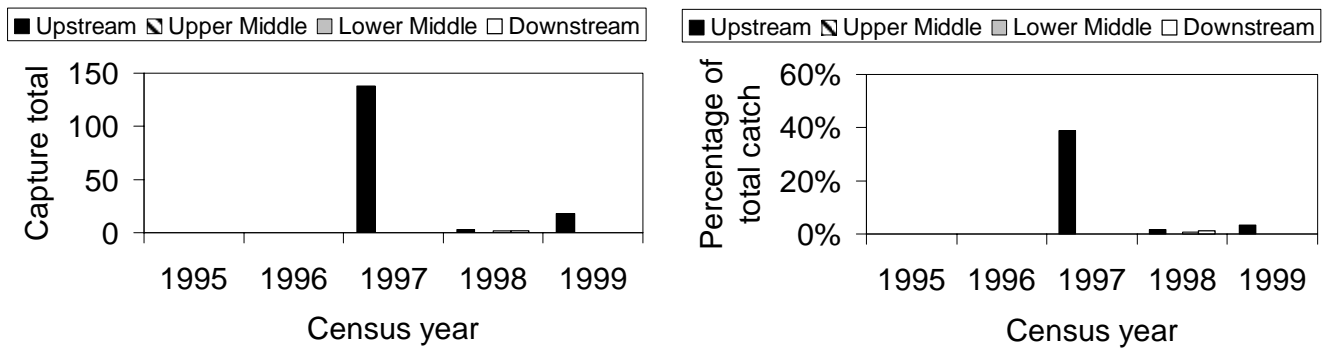 Upstream Upper Middle Lower Middle Downstream
Capture total
150
100
50
0
1995 1996 1997 1998 1999
Census year
Upstream Upper Middle Lower Middle Downstream
Percentage of
total catch
60%
40%
20%
0%
1995 1996 1997 1998 1999
Census year